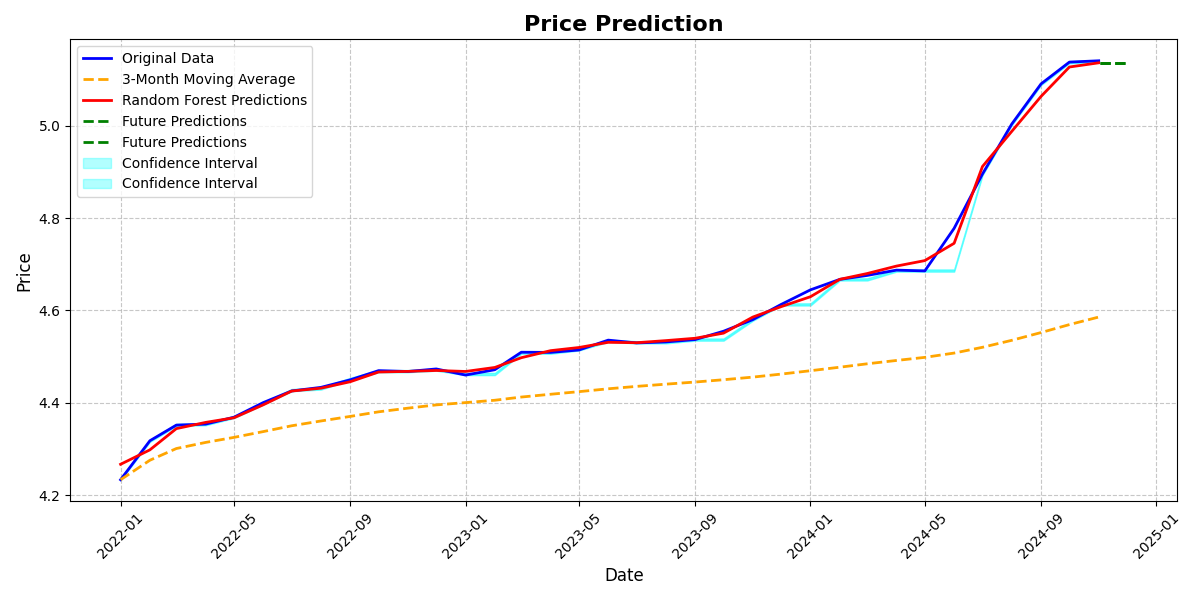 Price Prediction
Original Data
3-Month Moving Average
Random Forest Predictions
Future Predictions
Future Predictions
Confidence Interval
Confidence Interval
Price
5.0
4.8
4.6
4.4
4.2
2022-01
2022-05
2022-09
2023-01
2023-05
2023-09
2024-01
2024-05
2024-09
2025-01
Date